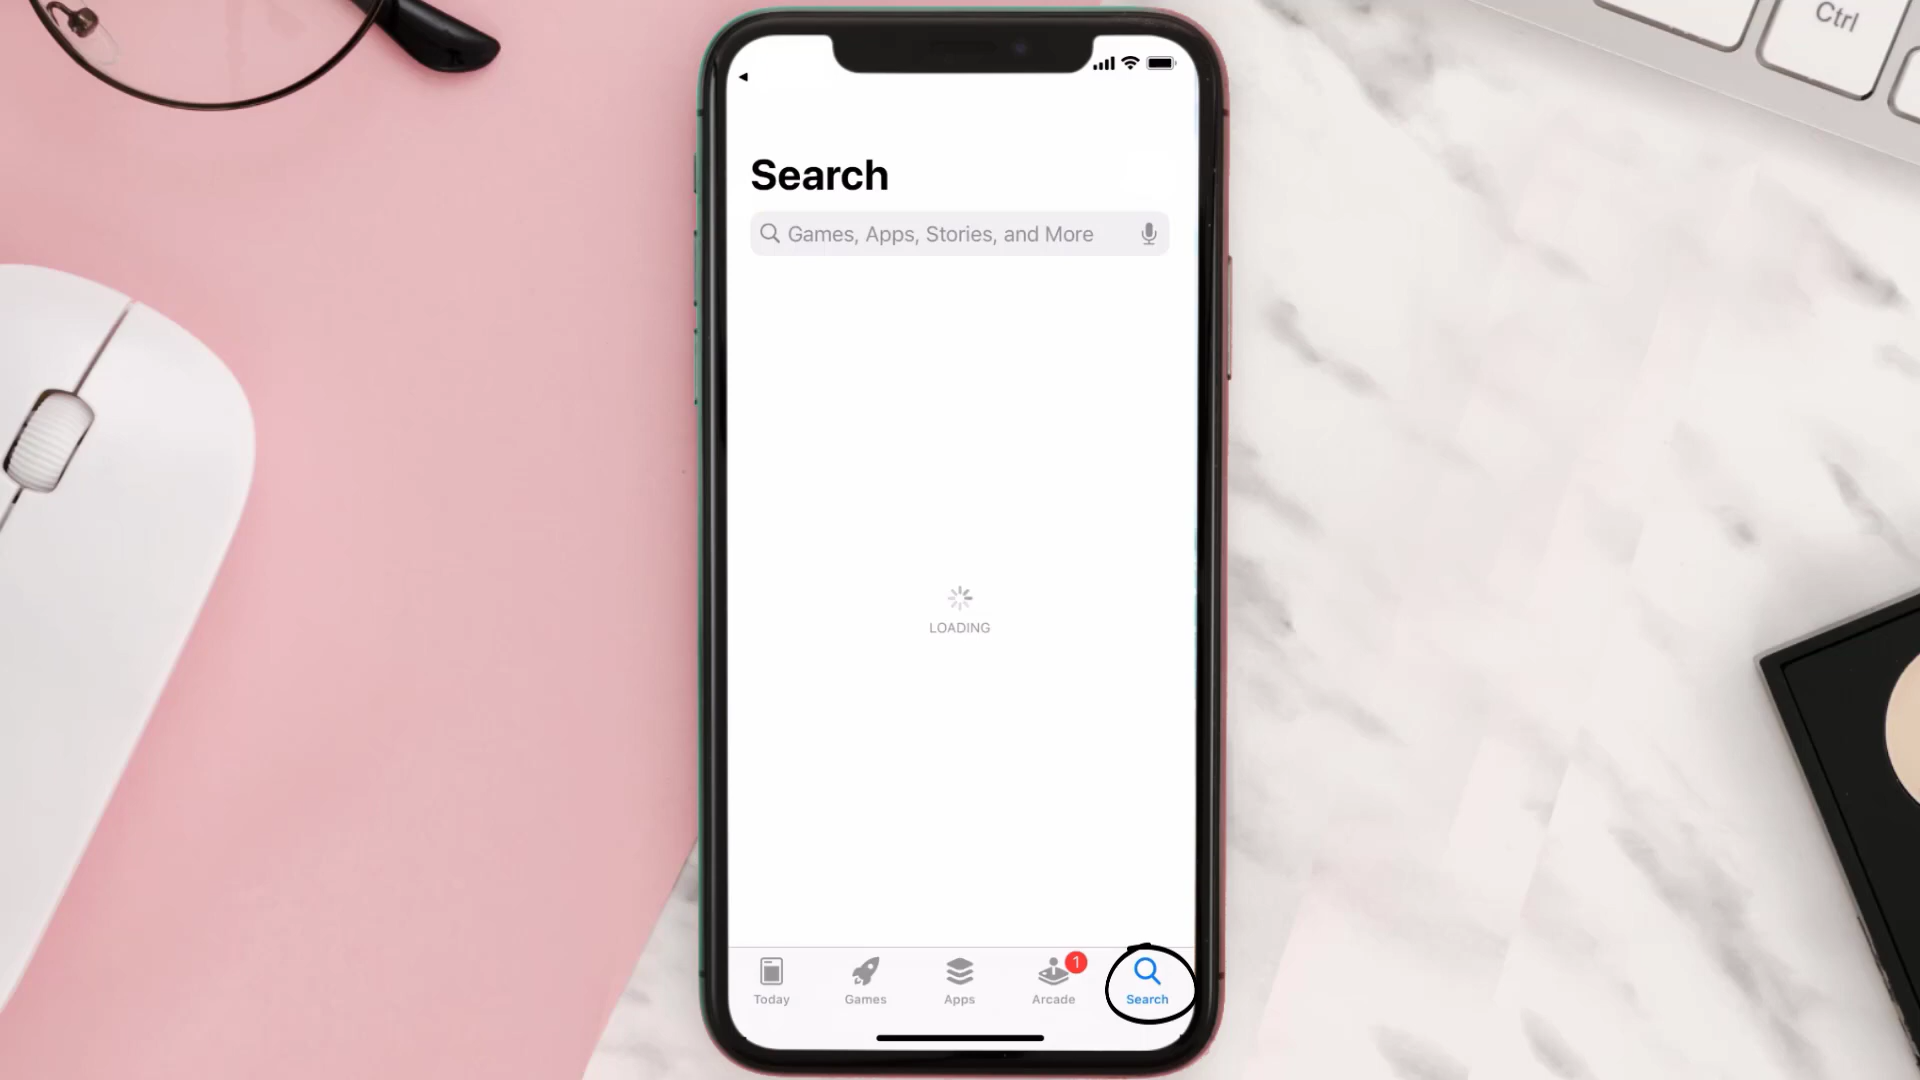 Ctrl
Search
Games, Apps, Stories, and More
LOADING
1
Today
Games
Apps
Arcade
Search